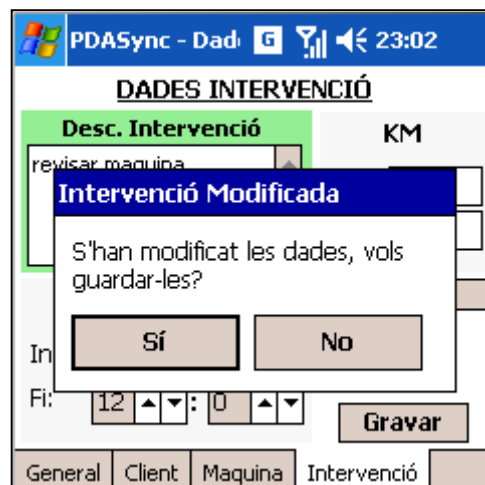 PDASync - Dad G 23:02
DADES INTERVENCIÓ
Desc. Intervenció
KM
revisar maquina
Intervenció Modificada
S'han modificat les dades, vols
guardar-les?
Sí No
In
Fi: 12 : 0
Gravar
General Client Maquina Intervenció